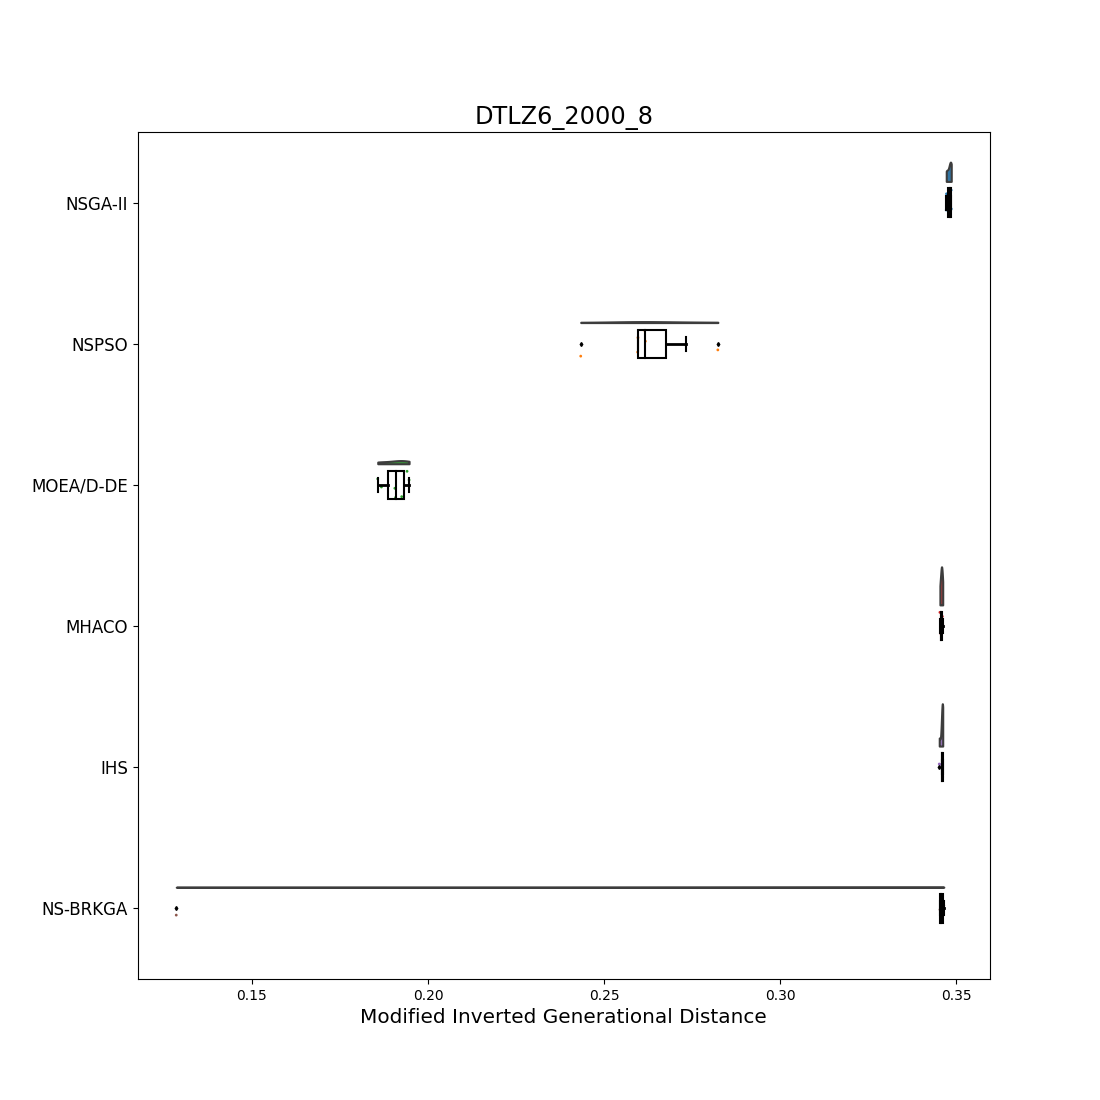 DTLZ6_2000_8
NSGA-II
NSPSO
MOEA/D-DE
MHACO
IHS
NS-BRKGA
0.15 0.20 0.25 0.30 0.35
Modified Inverted Generational Distance